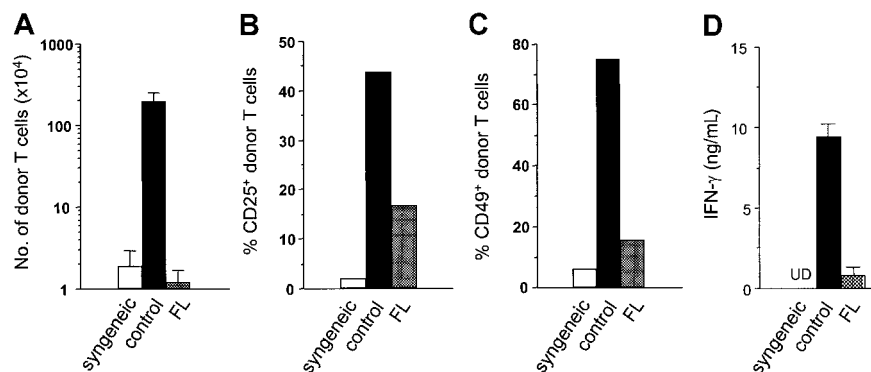 A
No. of donor T cells (x10⁴)
1000
100
10
1
syngeneic
control
FL
B
% CD25⁺ donor T cells
50
40
30
20
10
0
syngeneic
control
FL
C
% CD49⁺ donor T cells
80
60
40
20
0
syngeneic
control
FL
D
IFN-γ (ng/mL)
15
10
5
0
UD
syngeneic
control
FL